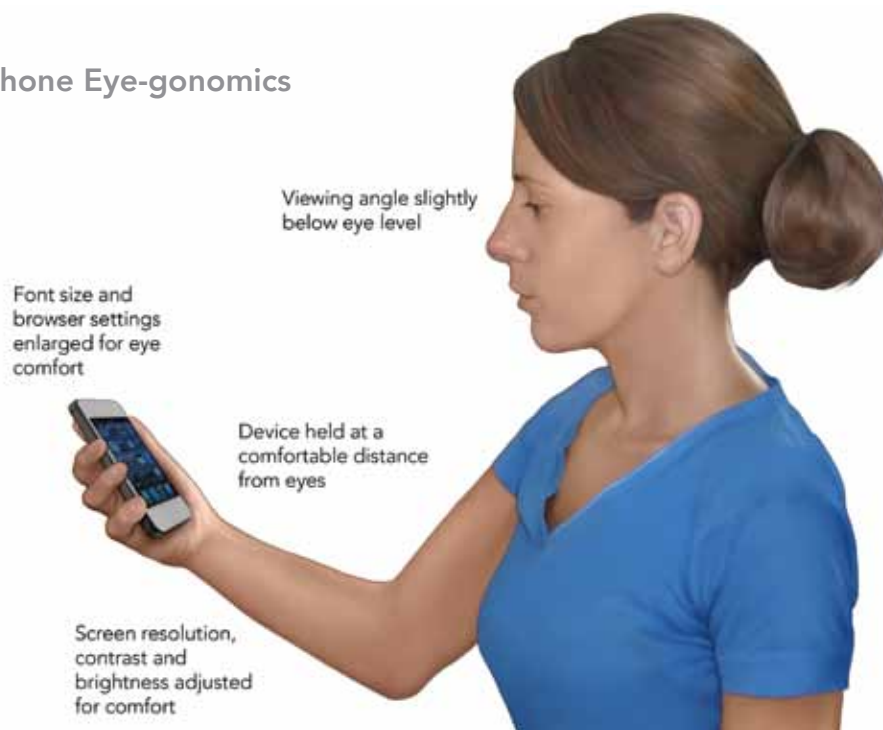 hone Eye-gonomics
Viewing angle slightly
below eye level
Font size and
browser settings
enlarged for eye
comfort
Device held at a
comfortable distance
from eyes
Screen resolution,
contrast and
brightness adjusted
for comfort